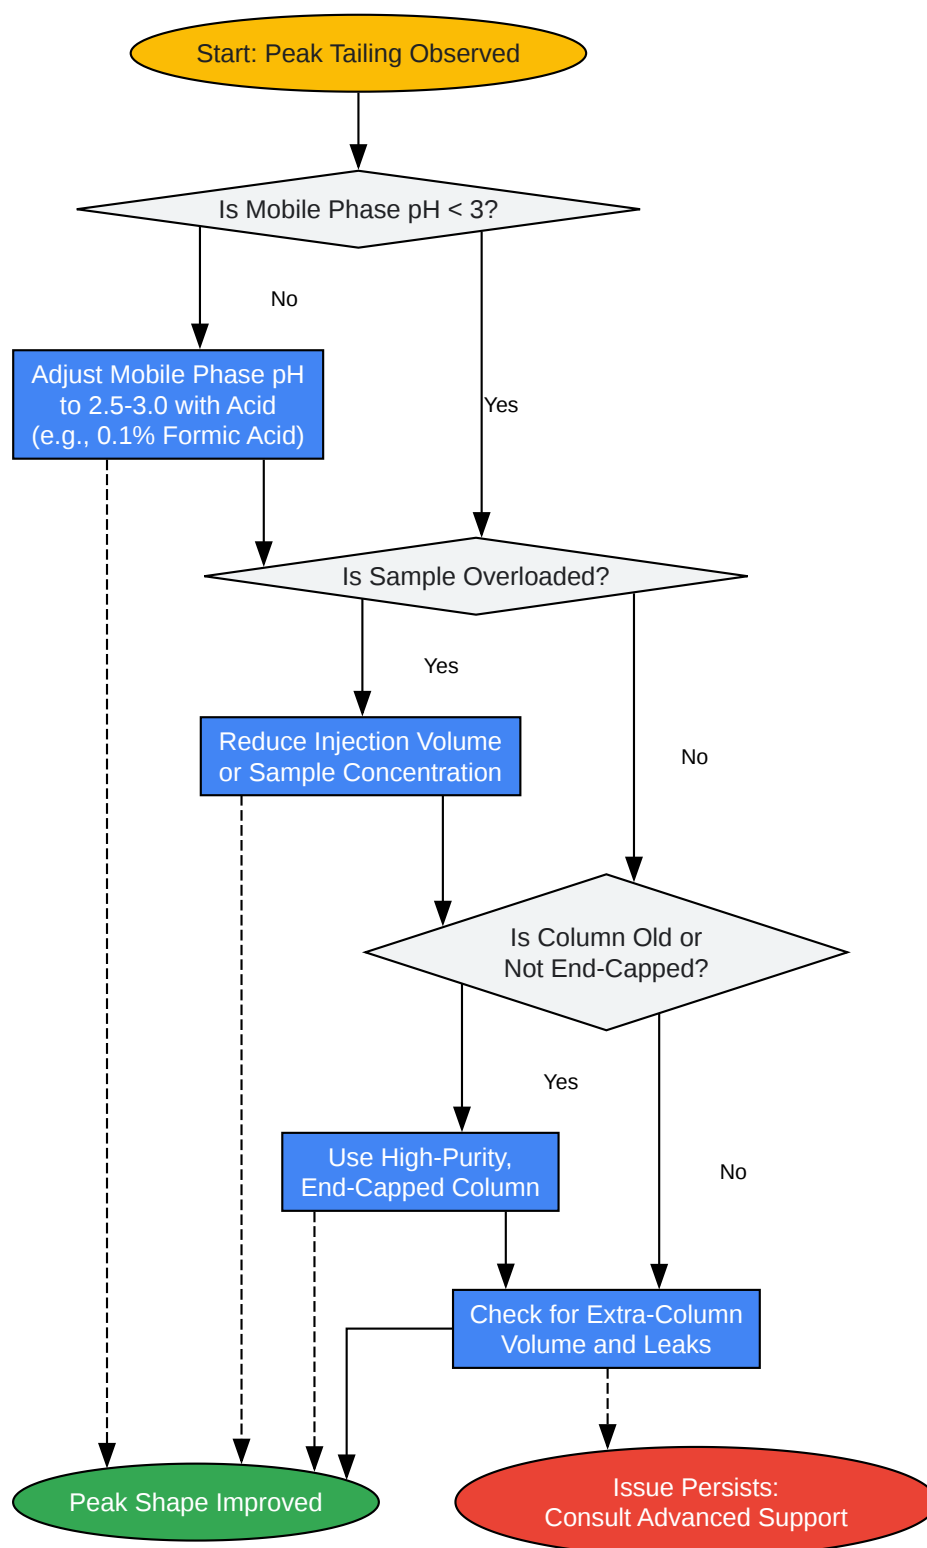 Start: Peak Tailing Observed
Is Mobile Phase pH < 3?
No
Adjust Mobile Phase pH
to 2.5-3.0 with Acid
(e.g., 0.1% Formic Acid)
Yes
Is Sample Overloaded?
Yes
Reduce Injection Volume
or Sample Concentration
No
Is Column Old or
Not End-Capped?
Yes
Use High-Purity,
End-Capped Column
No
Check for Extra-Column
Volume and Leaks
Peak Shape Improved
Issue Persists:
Consult Advanced Support